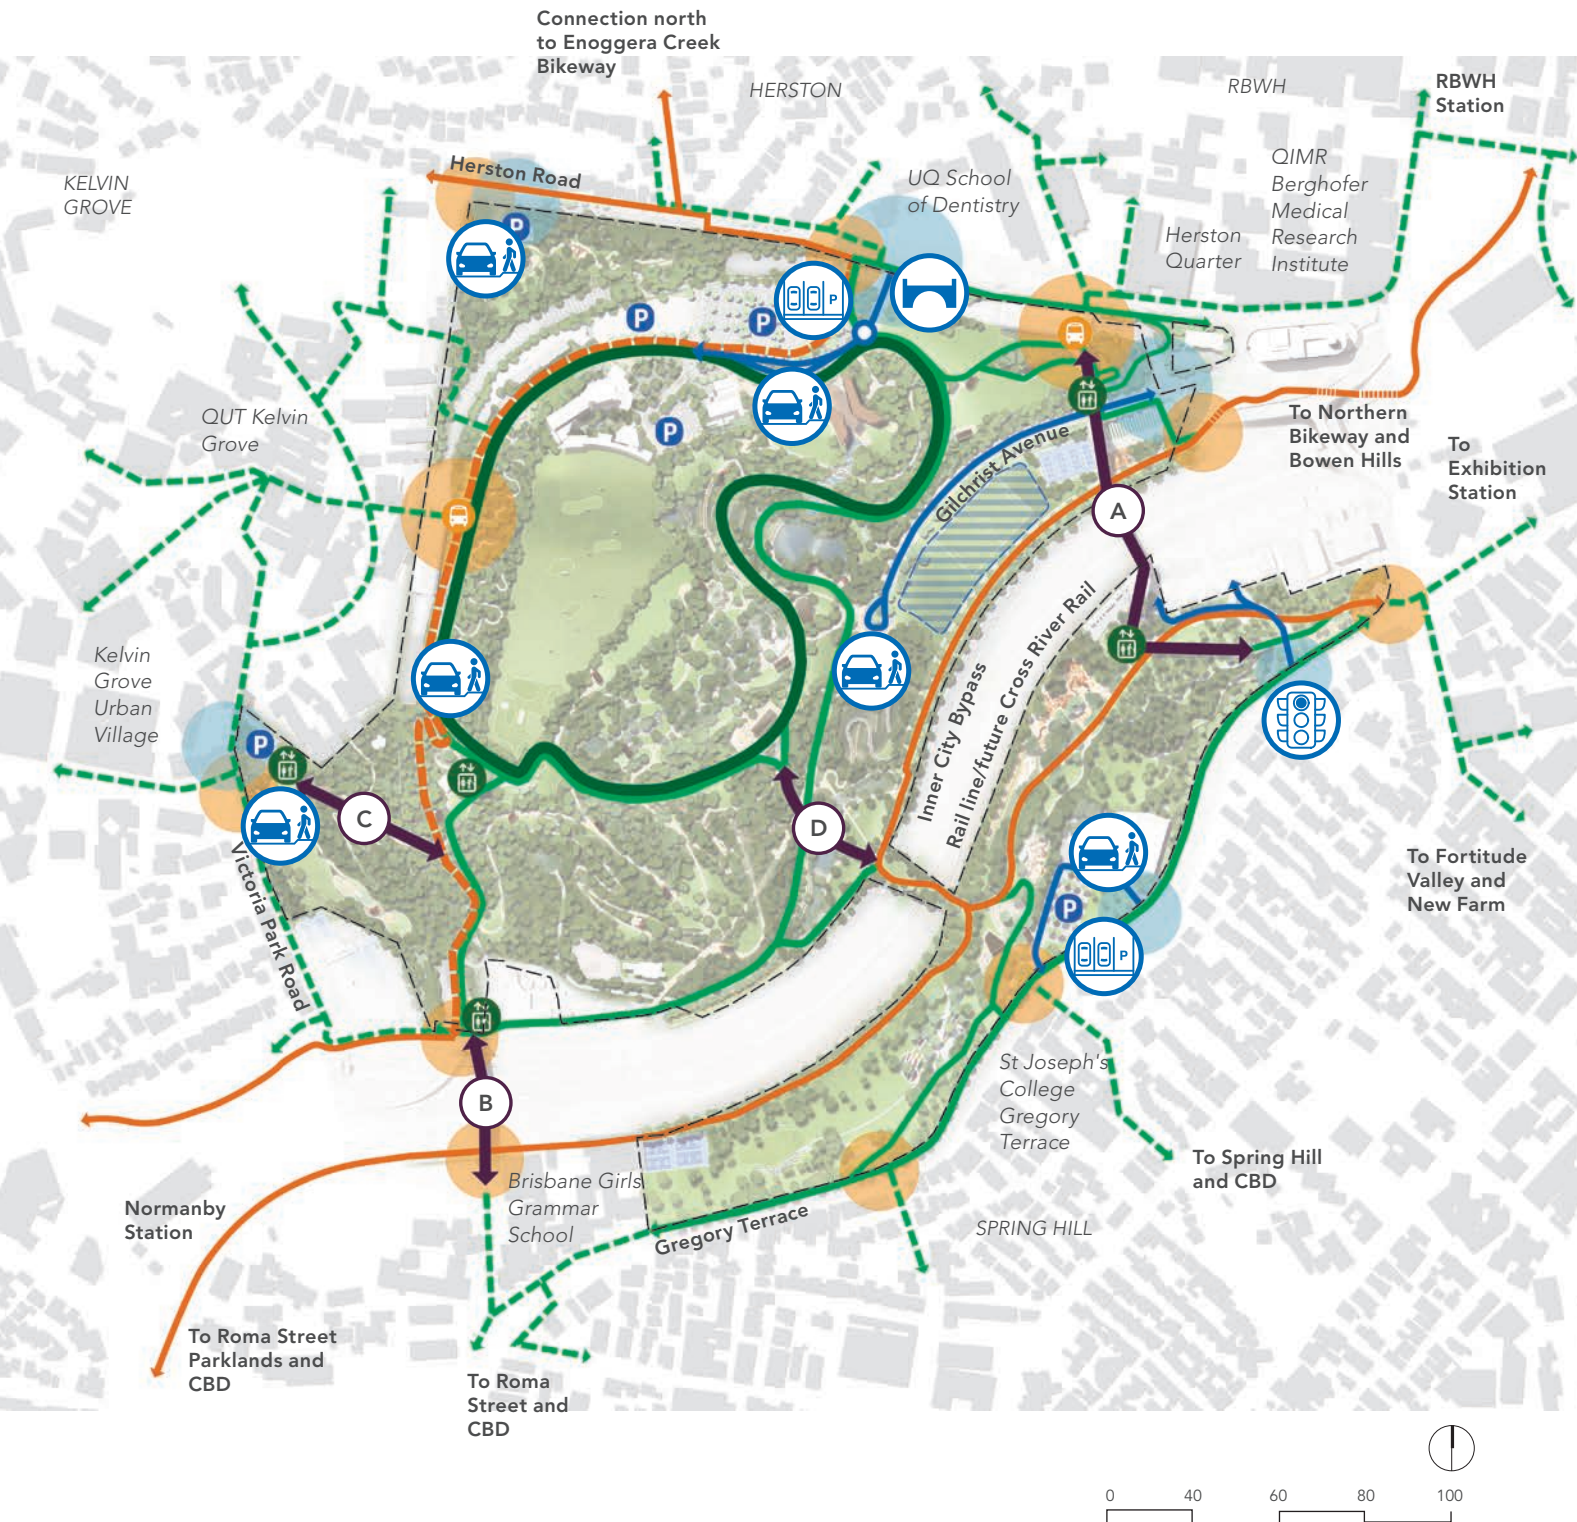 Connection north
to Enoggera Creek
Bikeway
HERSTON
RBWH
RBWH
Station
Herston Road
KELVIN
GROVE
UQ School
of Dentistry
QIMR
Berghofer
Medical
Research
Institute
Herston
Quarter
P
P
P
P
P
QUT Kelvin
Grove
To Northern
Bikeway and
Bowen Hills
To
Exhibition
Station
Gilchrist Avenue
P
A
Kelvin
Grove
Urban
Village
Inner City Bypass
Rail line/future Cross River Rail
P
C
D
Victoria Park Road
To Fortitude
Valley and
New Farm
P
P
St Joseph's
College
Gregory
Terrace
B
To Spring Hill
and CBD
Brisbane Girls
Grammar
School
Normanby
Station
Gregory Terrace
SPRING HILL
To Roma Street
Parklands and
CBD
To Roma
Street and
CBD
0 40 60 80 100